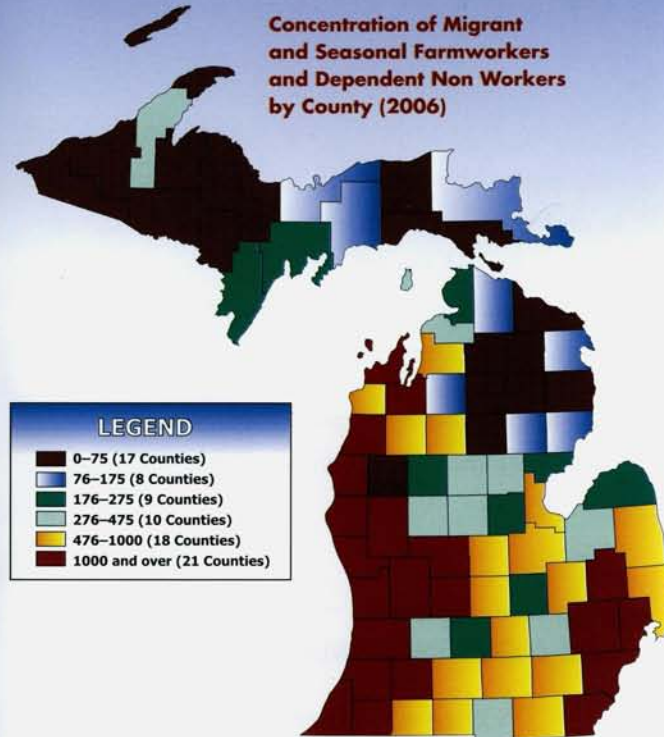 Concentration of Migrant
and Seasonal Farmworkers
and Dependent Non Workers
by County (2006)
LEGEND
0–75 (17 Counties)
76–175 (8 Counties)
176–275 (9 Counties)
276–475 (10 Counties)
476–1000 (18 Counties)
1000 and over (21 Counties)